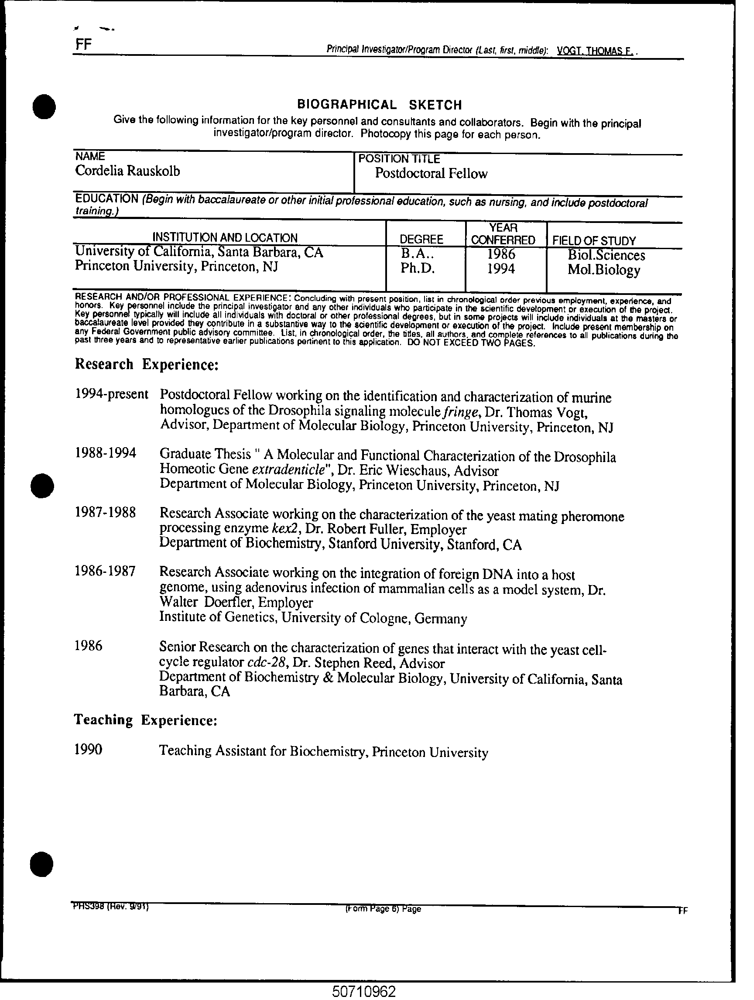 FF
Principal Investigator/Program Director (Last, first, middle): VOGT, THOMAS F.
BIOGRAPHICAL SKETCH
Give the following information for the key personnel and consultants and collaborators. Begin with the principal
investigator/program director. Photocopy this page for each person.
NAME
POSITION TITLE
Cordelia Rauskolb
Postdoctoral Fellow
EDUCATION (Begin with baccalaureate or other initial professional education, such as nursing, and include postdoctoral
training.)
INSTITUTION AND LOCATION DEGREE YEAR CONFERRED FIELD OF STUDY
University of California, Santa Barbara, CA B.A.. 1986 Biol.Sciences
Princeton University, Princeton, NJ Ph.D. 1994 Mol.Biology
RESEARCH AND/OR PROFESSIONAL EXPERIENCE: Concluding with present position, list in chronological order previous employment, experience, and
honors. Key personnel include the principal investigator and any other individuals who participate in the scientific development or execution of the project.
Key personnel typically will include all individuals with doctoral or other professional degrees, but in some projects will include individuals at the masters or
baccalaureate level provided they contribute in a substantive way to the scientific development or execution of the project. Include present membership on
any Federal Government public advisory committee. List, in chronological order, the titles, all authors, and complete references to all publications during the
past three years and to representative earlier publications pertinent to this application. DO NOT EXCEED TWO PAGES.
Research Experience:
1994-present Postdoctoral Fellow working on the identification and characterization of murine
homologues of the Drosophila signaling molecule fringe, Dr. Thomas Vogt,
Advisor, Department of Molecular Biology, Princeton University, Princeton, NJ
1988-1994 Graduate Thesis " A Molecular and Functional Characterization of the Drosophila
Homeotic Gene extradenticle", Dr. Eric Wieschaus, Advisor
Department of Molecular Biology, Princeton University, Princeton, NJ
1987-1988 Research Associate working on the characterization of the yeast mating pheromone
processing enzyme kex2, Dr. Robert Fuller, Employer
Department of Biochemistry, Stanford University, Stanford, CA
1986-1987 Research Associate working on the integration of foreign DNA into a host
genome, using adenovirus infection of mammalian cells as a model system, Dr.
Walter Doerfler, Employer
Institute of Genetics, University of Cologne, Germany
1986 Senior Research on the characterization of genes that interact with the yeast cell-
cycle regulator cdc-28, Dr. Stephen Reed, Advisor
Department of Biochemistry & Molecular Biology, University of California, Santa
Barbara, CA
Teaching Experience:
1990 Teaching Assistant for Biochemistry, Princeton University
PHS398 (Rev. 9/91) (Form Page 6) Page FF
50710962